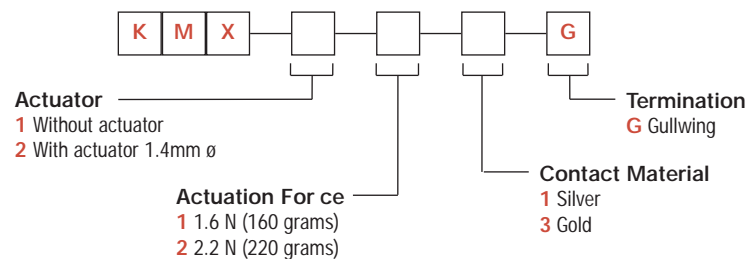 K M X G
Actuator
1 Without actuator
2 With actuator 1.4mm ø
Termination
G Gullwing
Actuation For ce
1 1.6 N (160 grams)
2 2.2 N (220 grams)
Contact Material
1 Silver
3 Gold